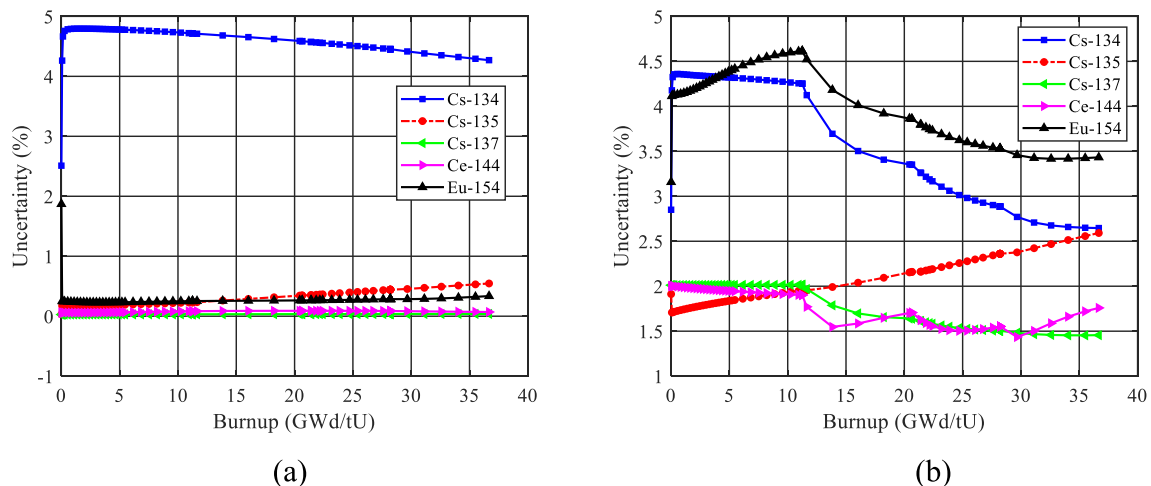 5
4
3
2
1
0
-1
Uncertainty (%)
Cs-134
Cs-135
Cs-137
Ce-144
Eu-154
0 5 10 15 20 25 30 35 40
Burnup (GWd/tU)
(a)
5
4.5
4
3.5
3
2.5
2
1.5
1
Uncertainty (%)
Cs-134
Cs-135
Cs-137
Ce-144
Eu-154
0 5 10 15 20 25 30 35 40
Burnup (GWd/tU)
(b)